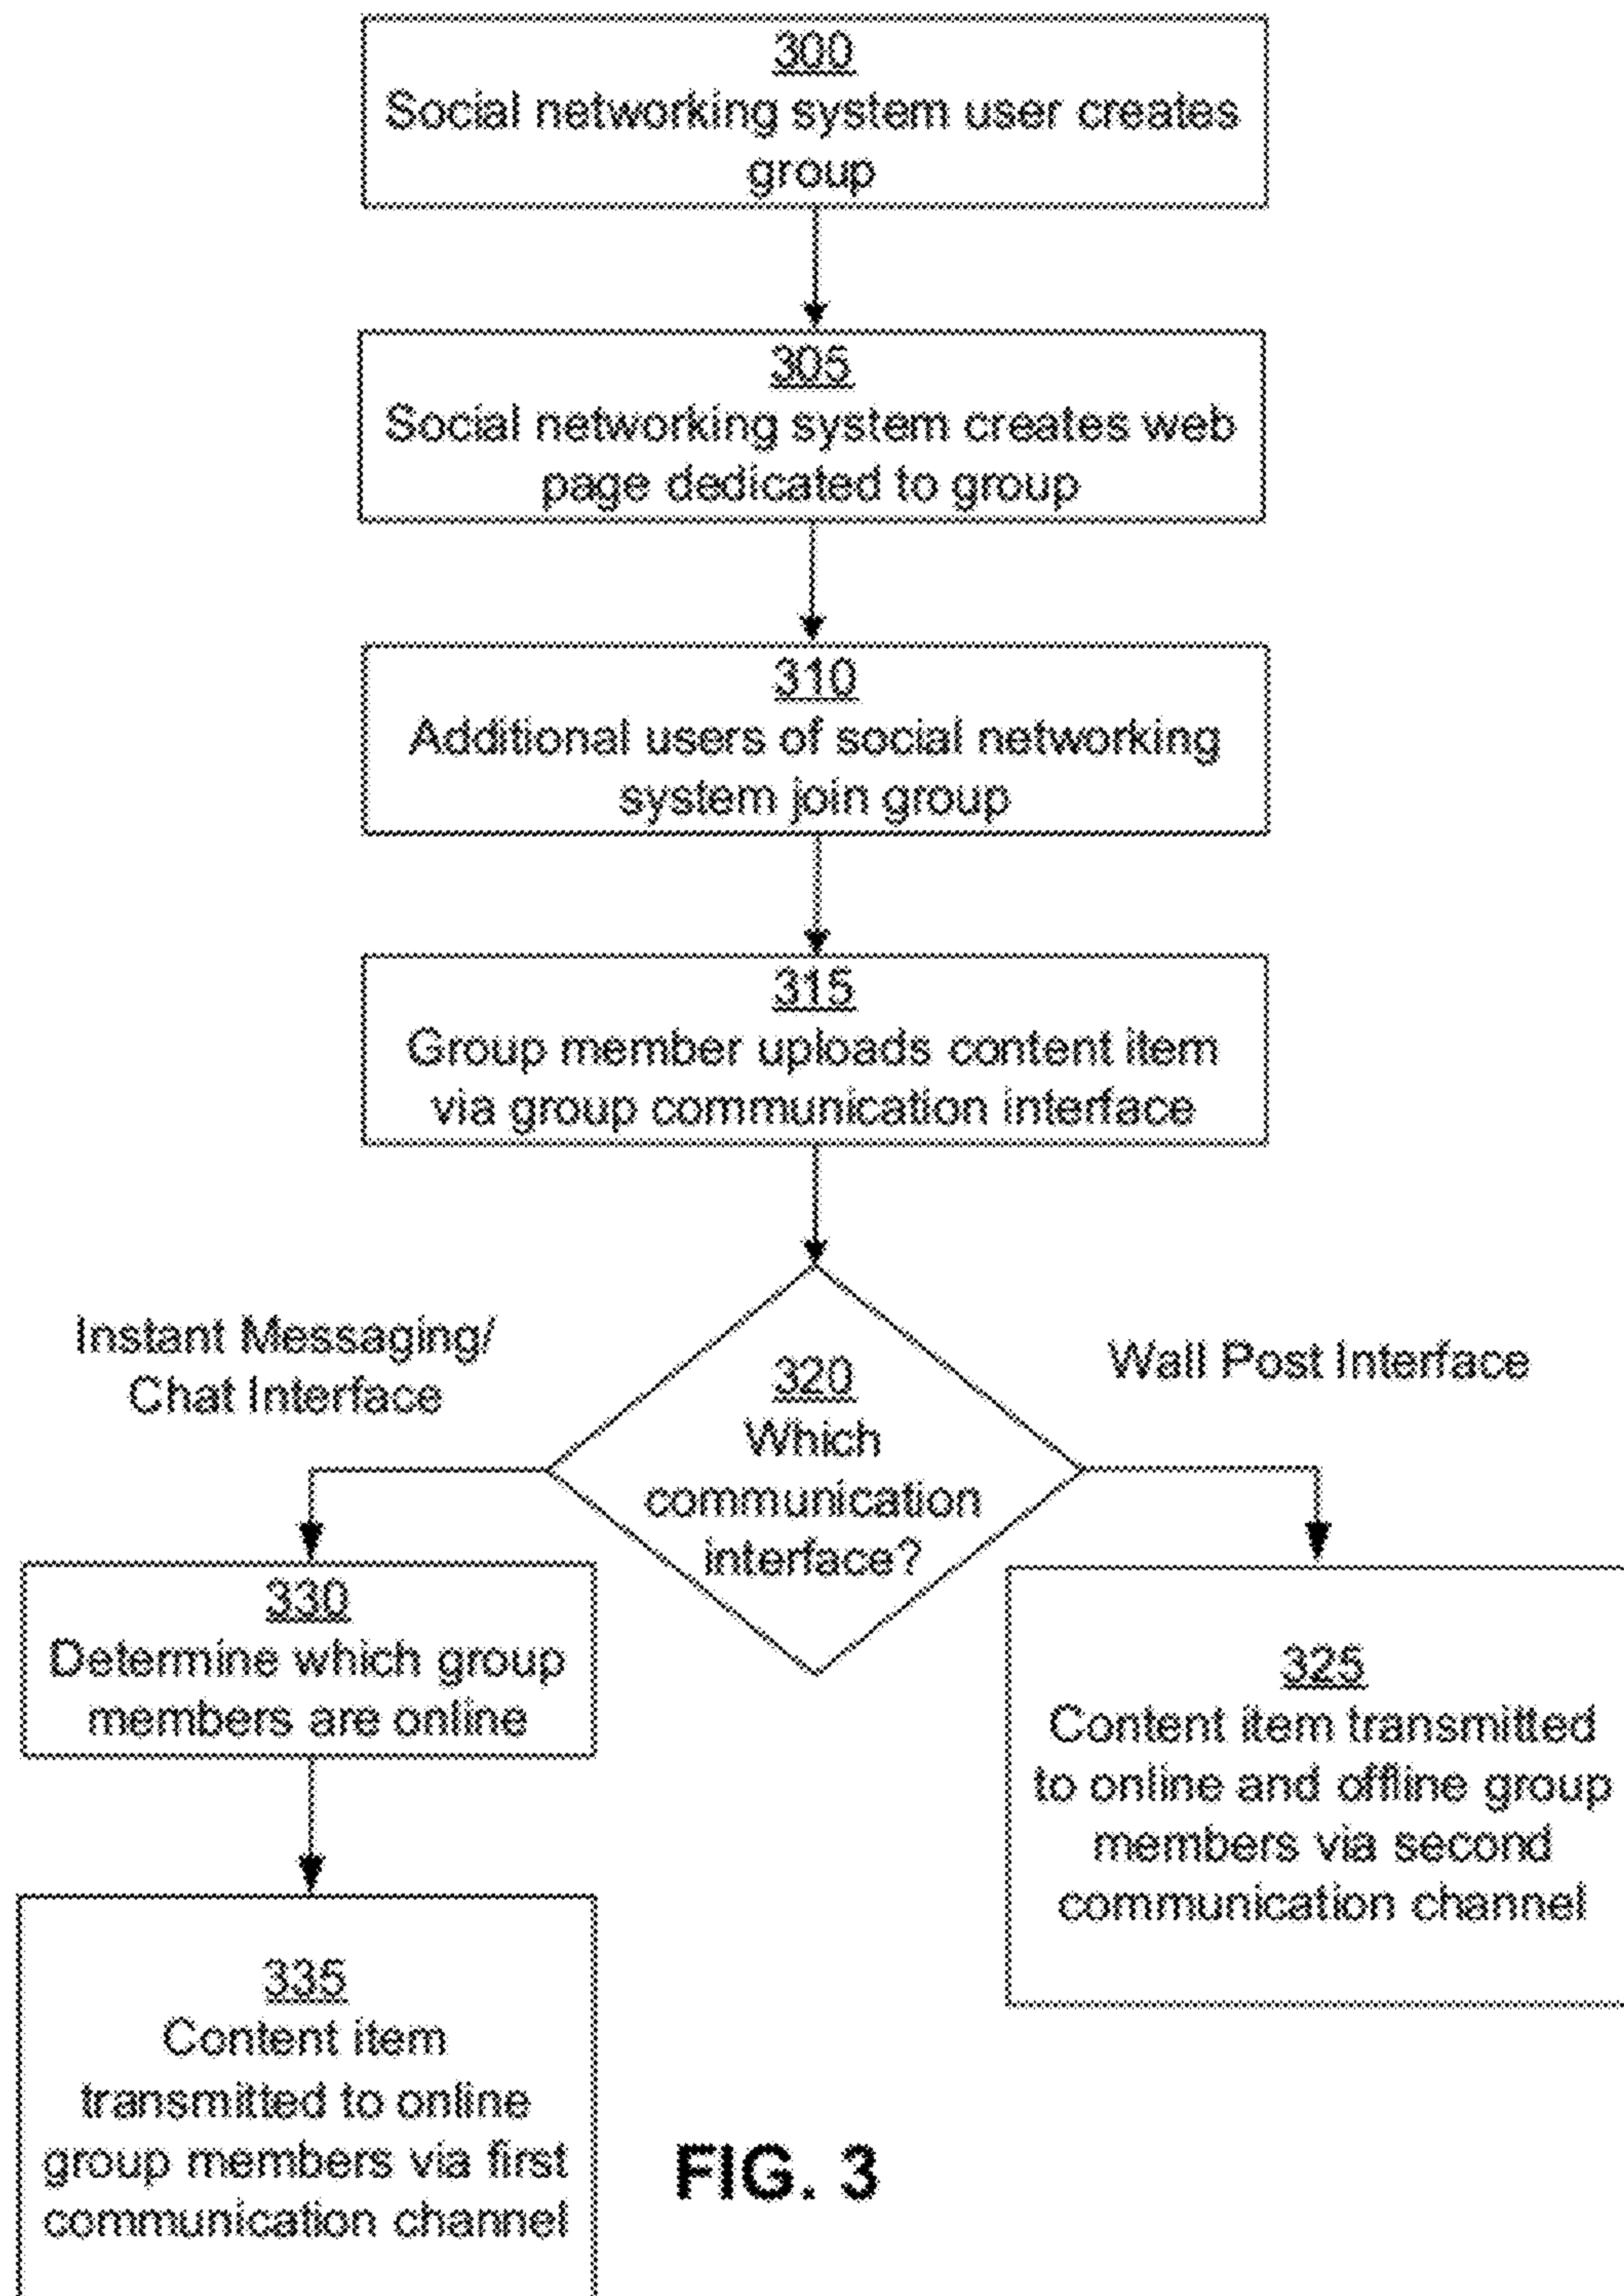 300
Social networking system user creates
group
305
Social networking system creates web
page dedicated to group
310
Additional users of social networking
system join group
315
Group member uploads content item
via group communication interface
Instant Messaging/
Chat Interface
320
Which
communication
interface?
Wall Post Interface
330
Determine which group
members are online
325
Content item transmitted
to online and offline group
members via second
communication channel
335
Content item
transmitted to online
group members via first
communication channel
FIG. 3